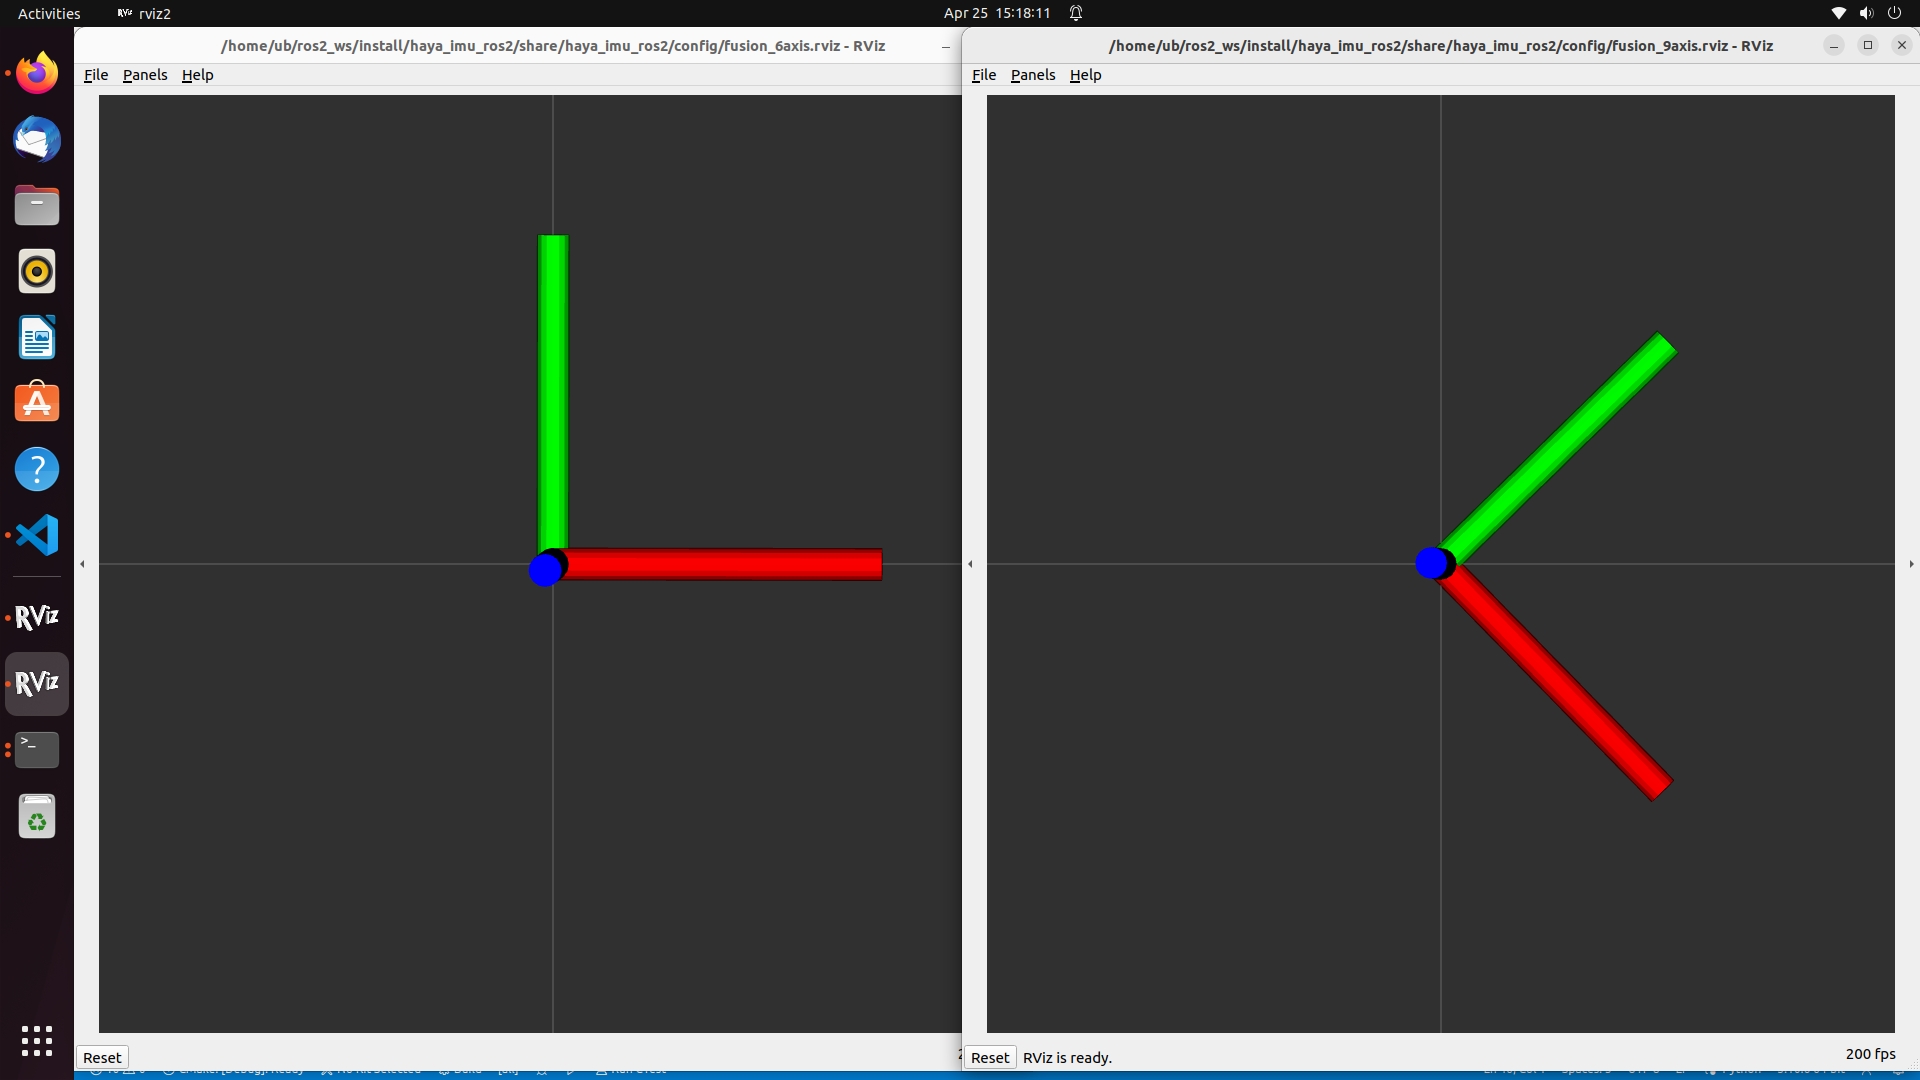 Activities
RViz rviz2
Apr 25 15:18:11
/home/ub/ros2_ws/install/haya_imu_ros2/share/haya_imu_ros2/config/fusion_6axis.rviz - RViz
File Panels Help
/home/ub/ros2_ws/install/haya_imu_ros2/share/haya_imu_ros2/config/fusion_9axis.rviz - RViz
File Panels Help
RViz
RViz
>_
Reset
Reset
RViz is ready.
200 fps